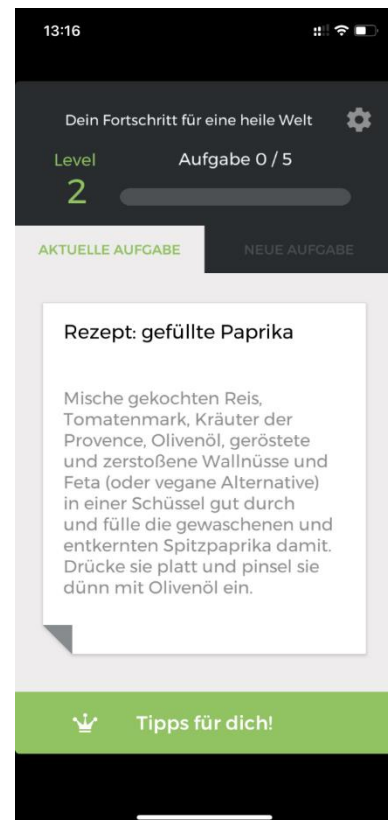 13:16
Dein Fortschritt für eine heile Welt
Level
Aufgabe 0 / 5
2
AKTUELLE AUFGABE
NEUE AUFGABE
Rezept: gefüllte Paprika
Mische gekochten Reis,
Tomatenmark, Kräuter der
Provence, Olivenöl, geröstete
und zerstoßene Wallnüsse und
Feta (oder vegane Alternative)
in einer Schüssel gut durch
und fülle die gewaschenen und
entkernten Spitzpaprika damit.
Drücke sie platt und pinsel sie
dünn mit Olivenöl ein.
Tipps für dich!